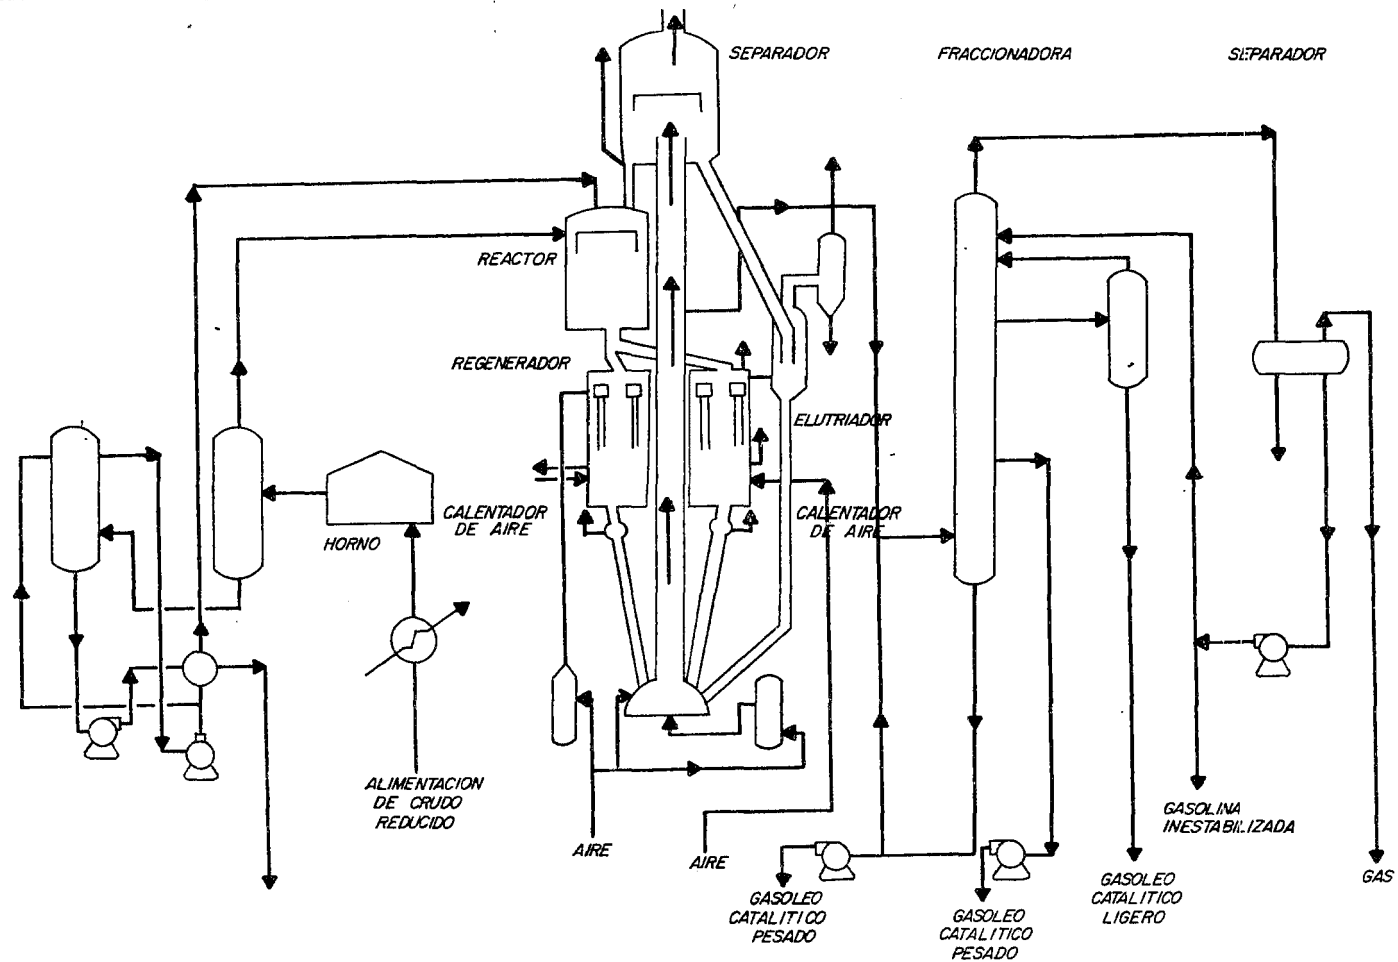 SEPARADOR
FRACCIONADORA
SEPARADOR
REACTOR
REGENERADOR
ELUTRIADOR
CALENTADOR
DE AIRE
CALENTADOR
DE AIRE
HORNO
ALIMENTACION
DE CRUDO
REDUCIDO
AIRE
AIRE
GASOLINA
INESTABILIZADA
GASOLEO
CATALITICO
PESADO
GASOLEO
CATALITICO
PESADO
GASOLEO
CATALITICO
LIGERO
GAS